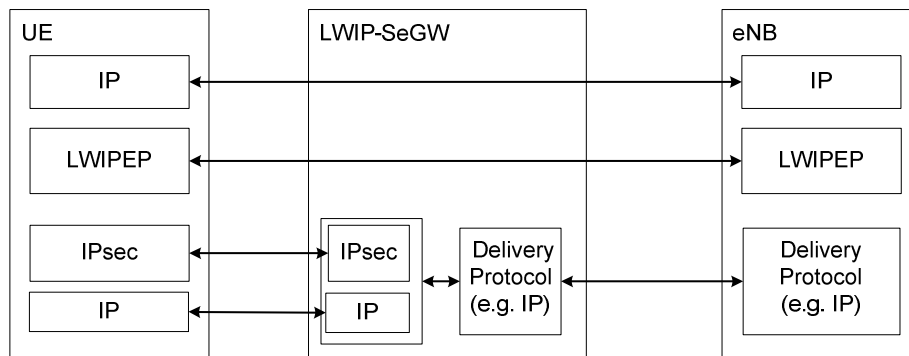 UE
LWIP-SeGW
eNB
IP
IP
LWIPEP
LWIPEP
IPsec
IPsec
Delivery
Protocol
(e.g. IP)
Delivery
Protocol
(e.g. IP)
IP
IP